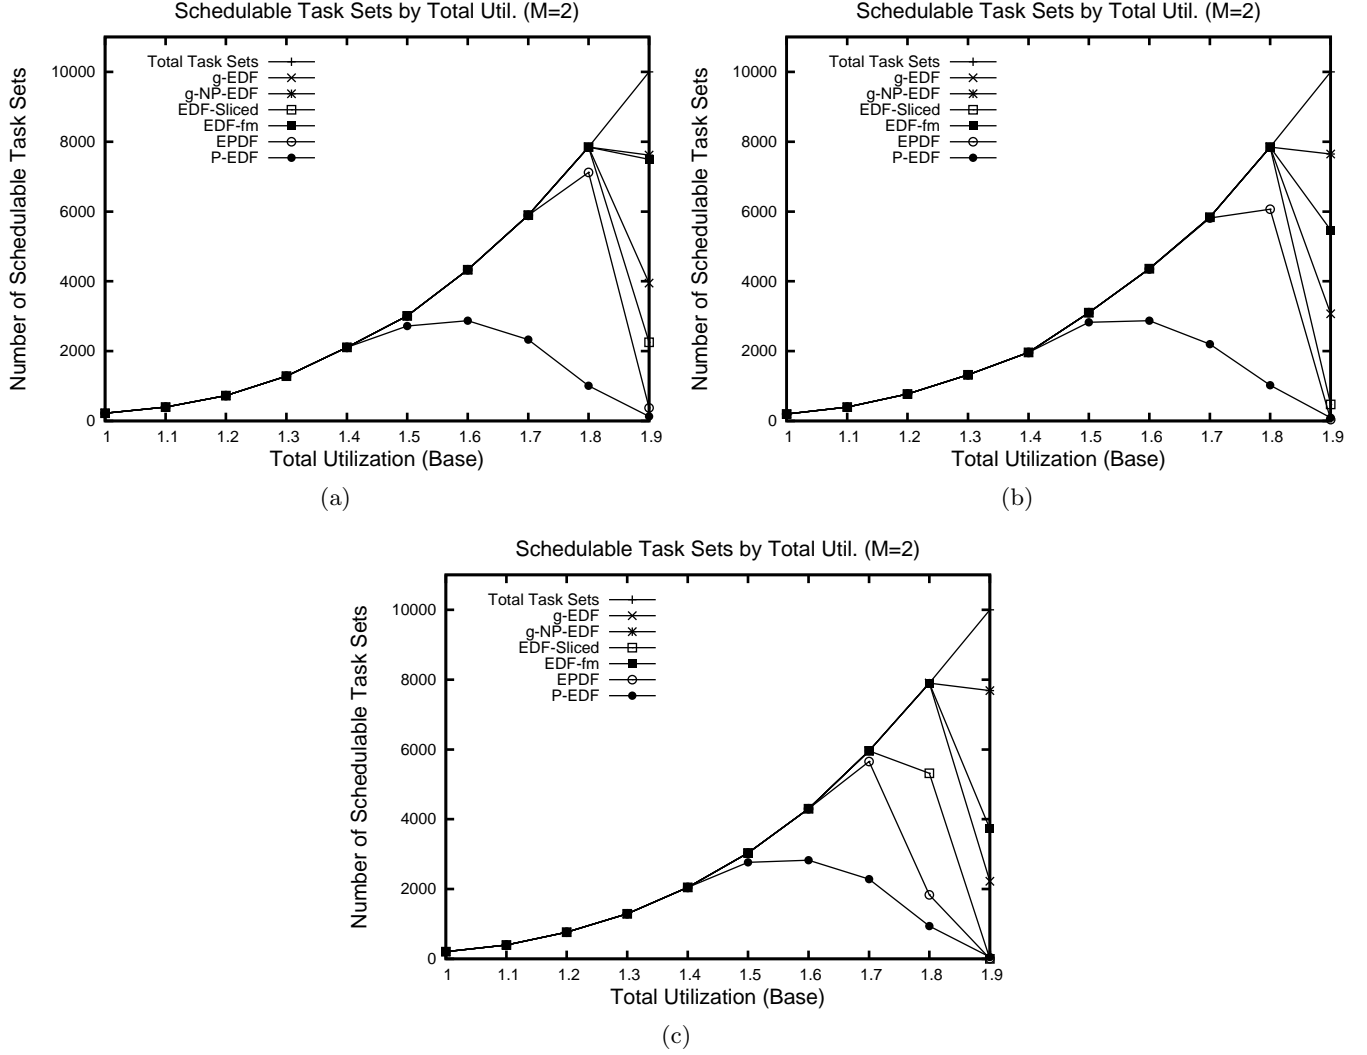 Schedulable Task Sets by Total Util. (M=2)
Number of Schedulable Task Sets
10000
8000
6000
4000
2000
0
Total Task Sets
g-EDF
g-NP-EDF
EDF-Sliced
EDF-fm
EPDF
P-EDF
1 1.1 1.2 1.3 1.4 1.5 1.6 1.7 1.8 1.9
Total Utilization (Base)
(a)
Schedulable Task Sets by Total Util. (M=2)
Number of Schedulable Task Sets
10000
8000
6000
4000
2000
0
Total Task Sets
g-EDF
g-NP-EDF
EDF-Sliced
EDF-fm
EPDF
P-EDF
1 1.1 1.2 1.3 1.4 1.5 1.6 1.7 1.8 1.9
Total Utilization (Base)
(b)
Schedulable Task Sets by Total Util. (M=2)
Number of Schedulable Task Sets
10000
8000
6000
4000
2000
0
Total Task Sets
g-EDF
g-NP-EDF
EDF-Sliced
EDF-fm
EPDF
P-EDF
1 1.1 1.2 1.3 1.4 1.5 1.6 1.7 1.8 1.9
Total Utilization (Base)
(c)